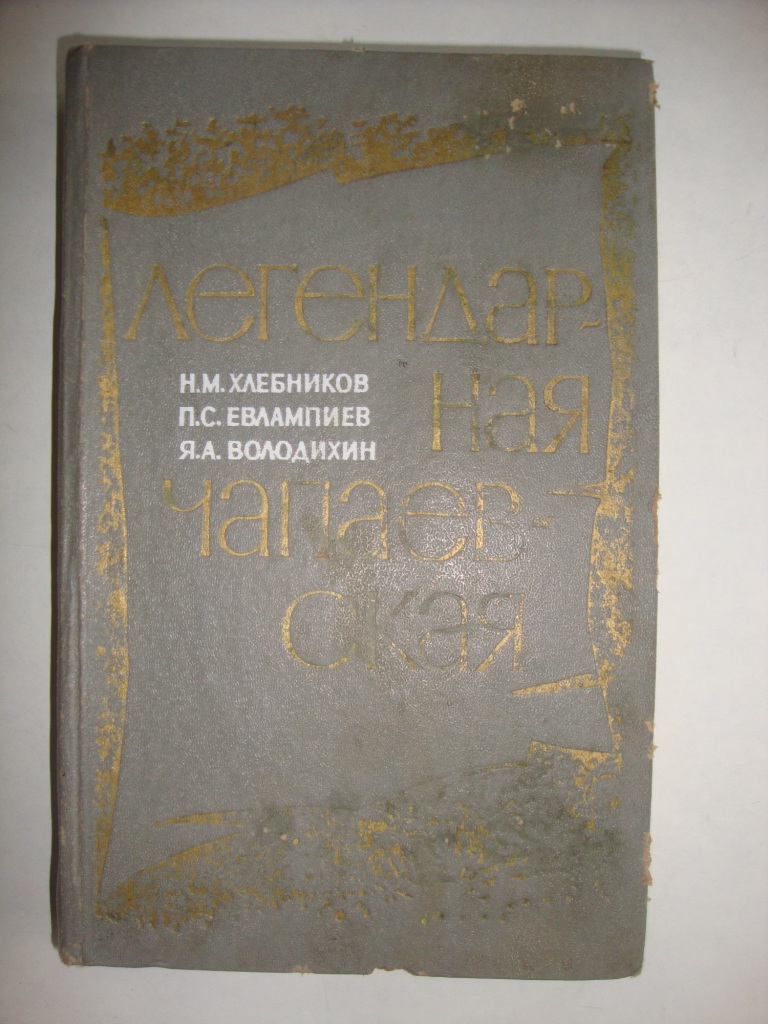 Легендар-
Н.М.ХЛЕБНИКОВ
П.С. ЕВЛАМПИЕВ
Я.А. ВОЛОДИХИН
ная
чапаев-
ская